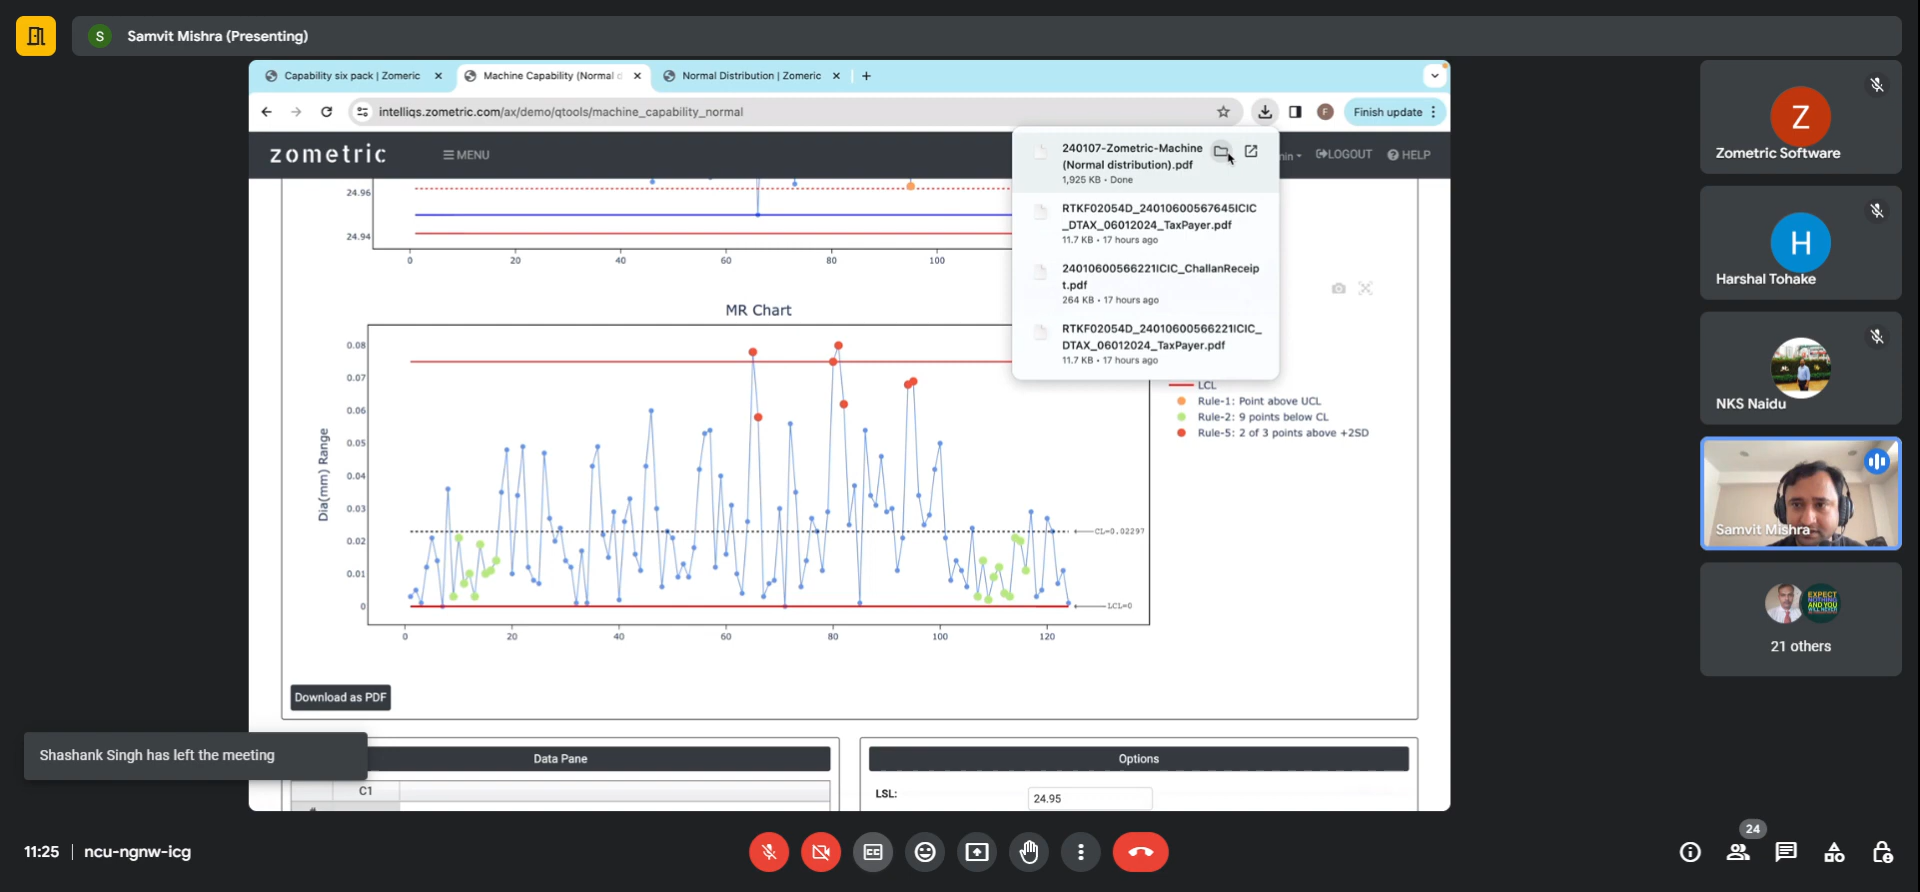 S Samvit Mishra (Presenting)
Capability six pack | Zomeric
Machine Capability (Normal d
Normal Distribution | Zomeric
intelliqs.zometric.com/ax/demo/qtools/machine_capability_normal
F
Finish update
zometric
MENU
LOGOUT
HELP
240107-Zometric-Machine
(Normal distribution).pdf
1,925 KB • Done
RTKF02054D_24010600567645ICIC
_DTAX_06012024_TaxPayer.pdf
11.7 KB • 17 hours ago
24010600566221ICIC_ChallanReceip
t.pdf
264 KB • 17 hours ago
RTKF02054D_24010600566221ICIC_
DTAX_06012024_TaxPayer.pdf
11.7 KB • 17 hours ago
24.96
24.94
0 20 40 60 80 100
MR Chart
0.08
0.07
0.06
0.05
0.04
0.03
0.02
0.01
0
Dia(mm) Range
CL=0.02297
LCL=0
0 20 40 60 80 100 120
LCL
Rule-1: Point above UCL
Rule-2: 9 points below CL
Rule-5: 2 of 3 points above +2SD
Download as PDF
Data Pane
C1
Options
LSL:
24.95
Shashank Singh has left the meeting
Z
Zometric Software
H
Harshal Tohake
NKS Naidu
Samvit Mishra
EXPECT
NOTHING
AND YOU
WILL NEVER
21 others
11:25 | ncu-ngnw-icg
24